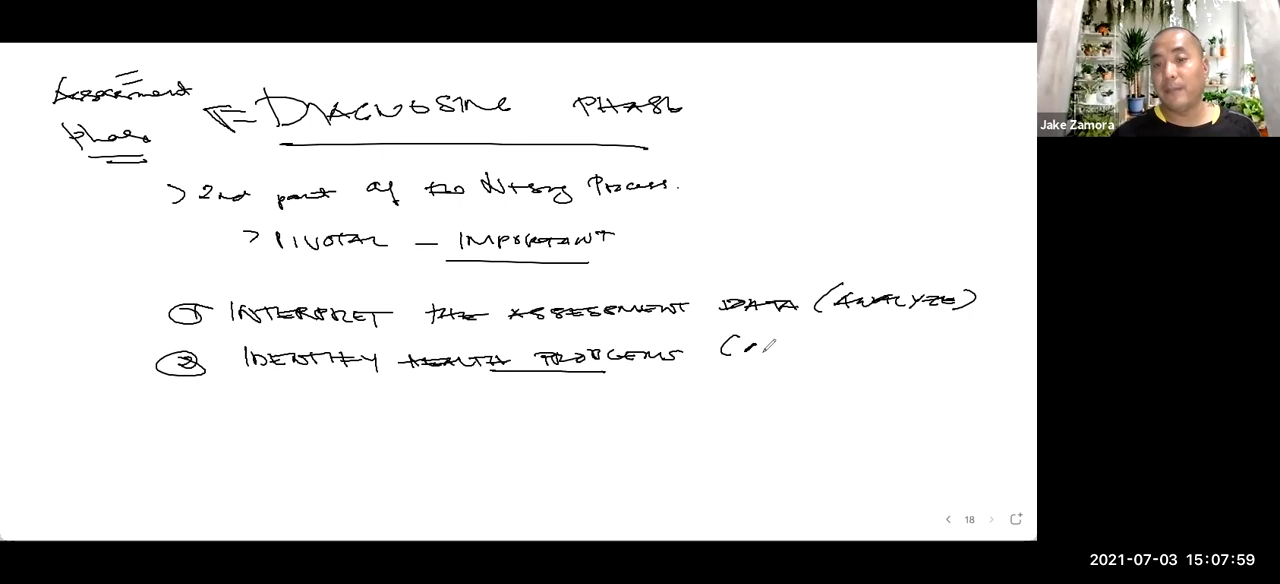 Assessment
phase
DIAGNOSING PHASE
> 2nd part of the Nursing Process.
> PIVOTAL — IMPORTANT
① INTERPRET THE ASSESSMENT DATA (ANALYZE)
② IDENTIFY HEALTH PROBLEMS (
Jake Zamora
18
2021-07-03 15:07:59